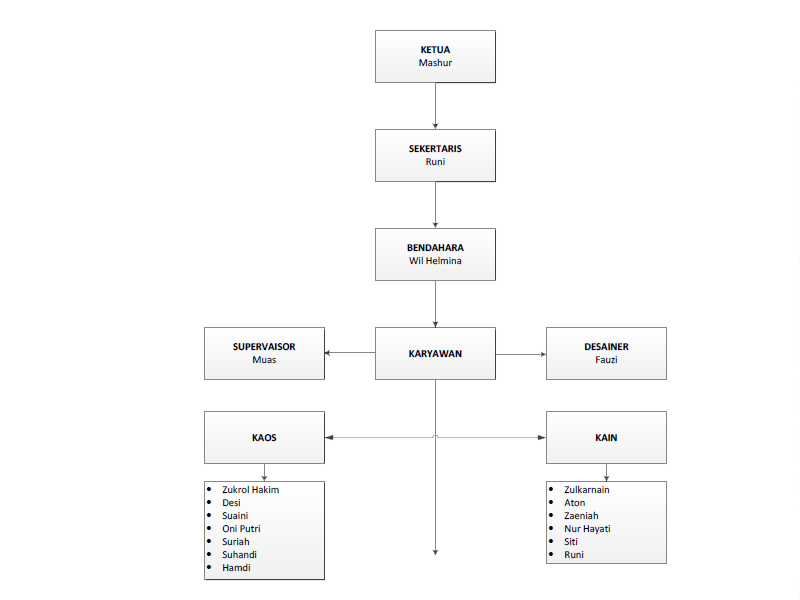 KETUA
Mashur
SEKERTARIS
Runi
BENDAHARA
Wil Helmina
SUPERVAISOR
Muas
KARYAWAN
DESAINER
Fauzi
KAOS
KAIN
• Zukrol Hakim
• Desi
• Suaini
• Oni Putri
• Suriah
• Suhandi
• Hamdi
• Zulkarnain
• Aton
• Zaeniah
• Nur Hayati
• Siti
• Runi